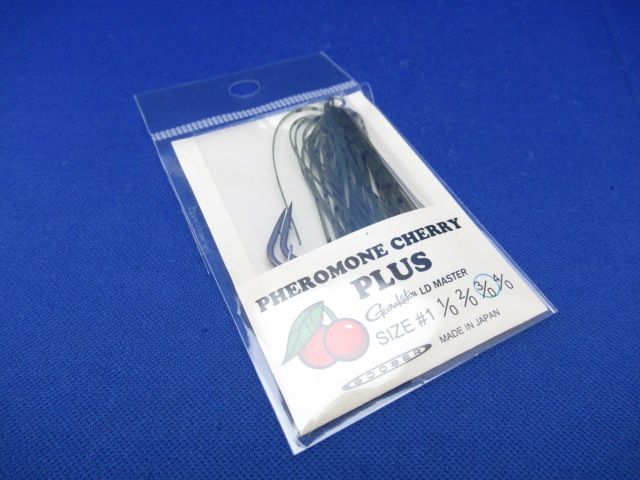 PHEROMONE CHERRY
PLUS
Gamakatsu LD MASTER
SIZE #1 1/0 2/0 3/0 4/0
MADE IN JAPAN
GOOBER